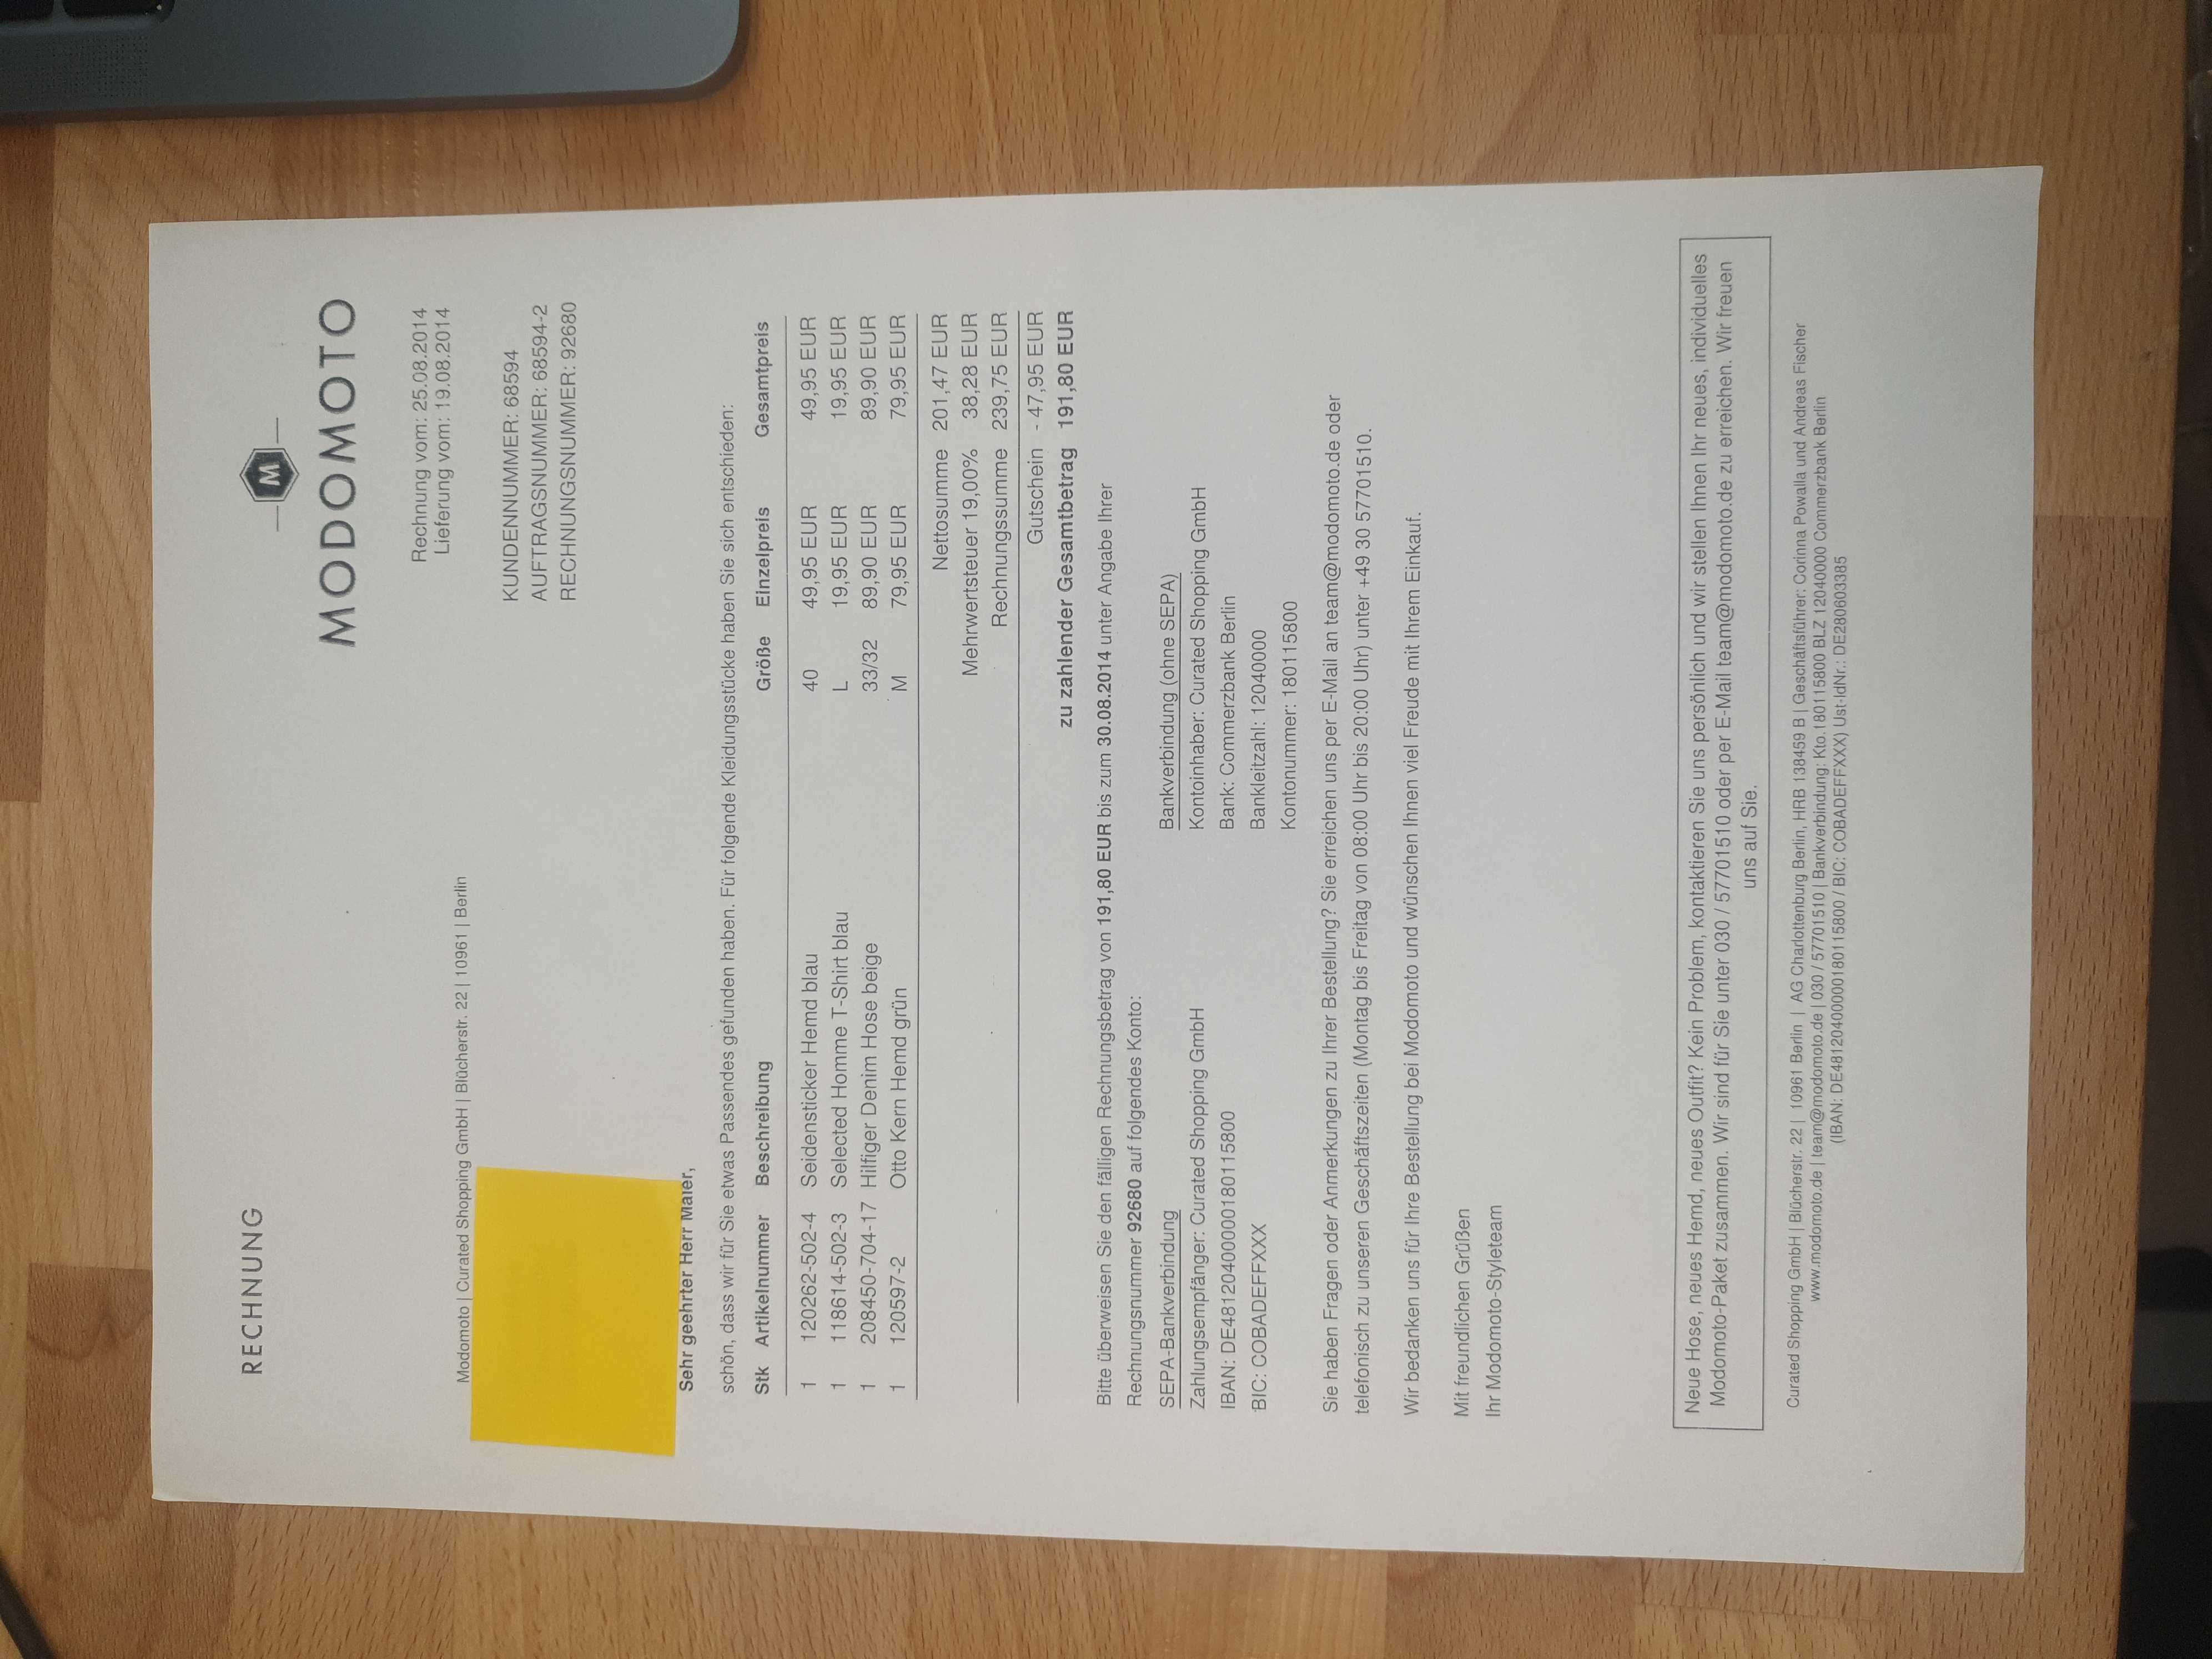 RECHNUNG
M
MODOMOTO
Rechnung vom: 25.08.2014
Lieferung vom: 19.08.2014
Modomoto | Curated Shopping GmbH | Blücherstr. 22 | 10961 | Berlin
KUNDENNUMMER: 68594
AUFTRAGSNUMMER: 68594-2
RECHNUNGSNUMMER: 92680
Sehr geehrter Herr Maier,
schön, dass wir für Sie etwas Passendes gefunden haben. Für folgende Kleidungsstücke haben Sie sich entschieden:
Stk Artikelnummer Beschreibung Größe Einzelpreis Gesamtpreis
1 120262-502-4 Seidensticker Hemd blau 40 49,95 EUR 49,95 EUR
1 118614-502-3 Selected Homme T-Shirt blau L 19,95 EUR 19,95 EUR
1 208450-704-17 Hilfiger Denim Hose beige 33/32 89,90 EUR 89,90 EUR
1 120597-2 Otto Kern Hemd grün M 79,95 EUR 79,95 EUR
Nettosumme 201,47 EUR
Mehrwertsteuer 19,00% 38,28 EUR
Rechnungssumme 239,75 EUR
Gutschein - 47,95 EUR
zu zahlender Gesamtbetrag 191,80 EUR
Bitte überweisen Sie den fälligen Rechnungsbetrag von 191,80 EUR bis zum 30.08.2014 unter Angabe Ihrer
Rechnungsnummer 92680 auf folgendes Konto:
SEPA-Bankverbindung
Zahlungsempfänger: Curated Shopping GmbH
IBAN: DE48120400000180115800
BIC: COBADEFFXXX
Bankverbindung (ohne SEPA)
Kontoinhaber: Curated Shopping GmbH
Bank: Commerzbank Berlin
Bankleitzahl: 12040000
Kontonummer: 180115800
Sie haben Fragen oder Anmerkungen zu Ihrer Bestellung? Sie erreichen uns per E-Mail an team@modomoto.de oder
telefonisch zu unseren Geschäftszeiten (Montag bis Freitag von 08:00 Uhr bis 20:00 Uhr) unter +49 30 57701510.
Wir bedanken uns für Ihre Bestellung bei Modomoto und wünschen Ihnen viel Freude mit Ihrem Einkauf.
Mit freundlichen Grüßen
Ihr Modomoto-Styleteam
Neue Hose, neues Hemd, neues Outfit? Kein Problem, kontaktieren Sie uns persönlich und wir stellen Ihnen Ihr neues, individuelles
Modomoto-Paket zusammen. Wir sind für Sie unter 030 / 57701510 oder per E-Mail team@modomoto.de zu erreichen. Wir freuen
uns auf Sie.
Curated Shopping GmbH | Blücherstr. 22 | 10961 Berlin | AG Charlottenburg Berlin, HRB 138459 B | Geschäftsführer: Corinna Powalla und Andreas Fischer
www.modomoto.de | team@modomoto.de | 030 / 57701510 | Bankverbindung: Kto.180115800 BLZ 12040000 Commerzbank Berlin
(IBAN: DE48120400000180115800 / BIC: COBADEFFXXX) Ust-IdNr.: DE280603385